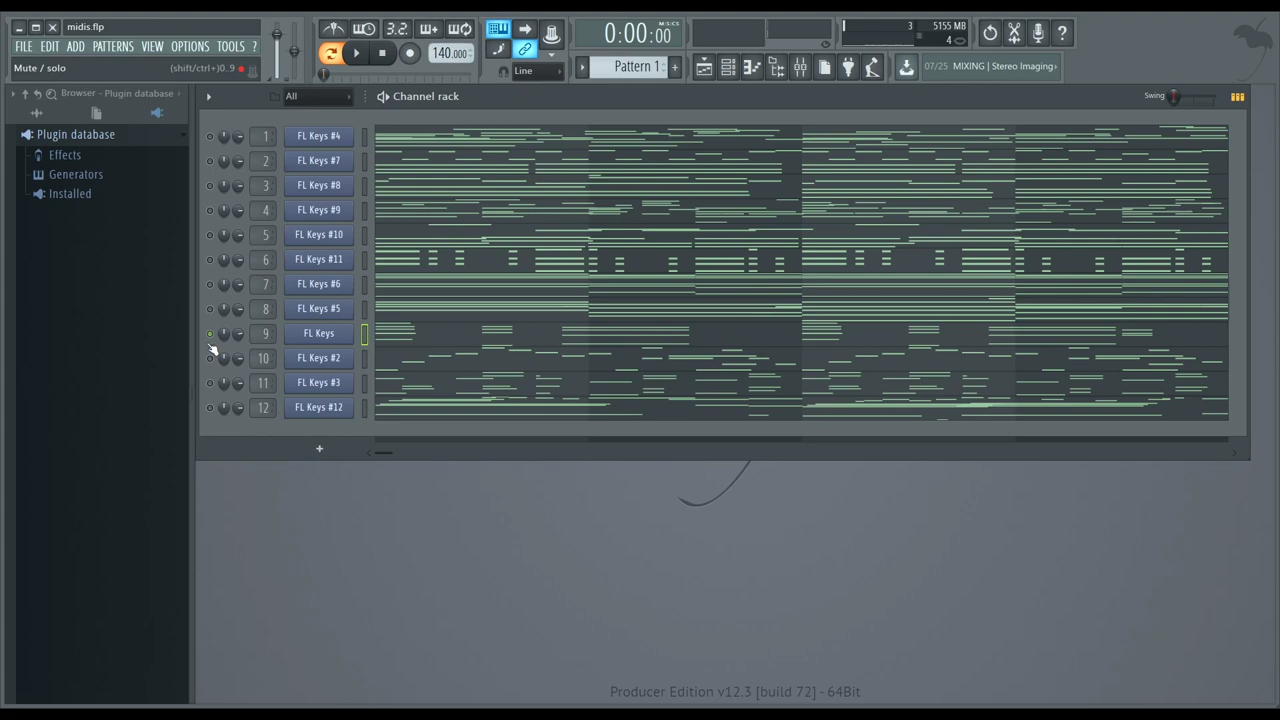 midis.flp
FILE EDIT ADD PATTERNS VIEW OPTIONS TOOLS ?
Mute / solo (shift/ctrl+)0..9
3.2.
140.000
0:00:00
M:S:CS
Line
Pattern 1
3
5155 MB
4
07/25 MIXING | Stereo Imaging
Browser - Plugin database
Plugin database
Effects
Generators
Installed
All
Channel rack
Swing
1 FL Keys #4
2 FL Keys #7
3 FL Keys #8
4 FL Keys #9
5 FL Keys #10
6 FL Keys #11
7 FL Keys #6
8 FL Keys #5
9 FL Keys
10 FL Keys #2
11 FL Keys #3
12 FL Keys #12
+
Producer Edition v12.3 [build 72] - 64Bit